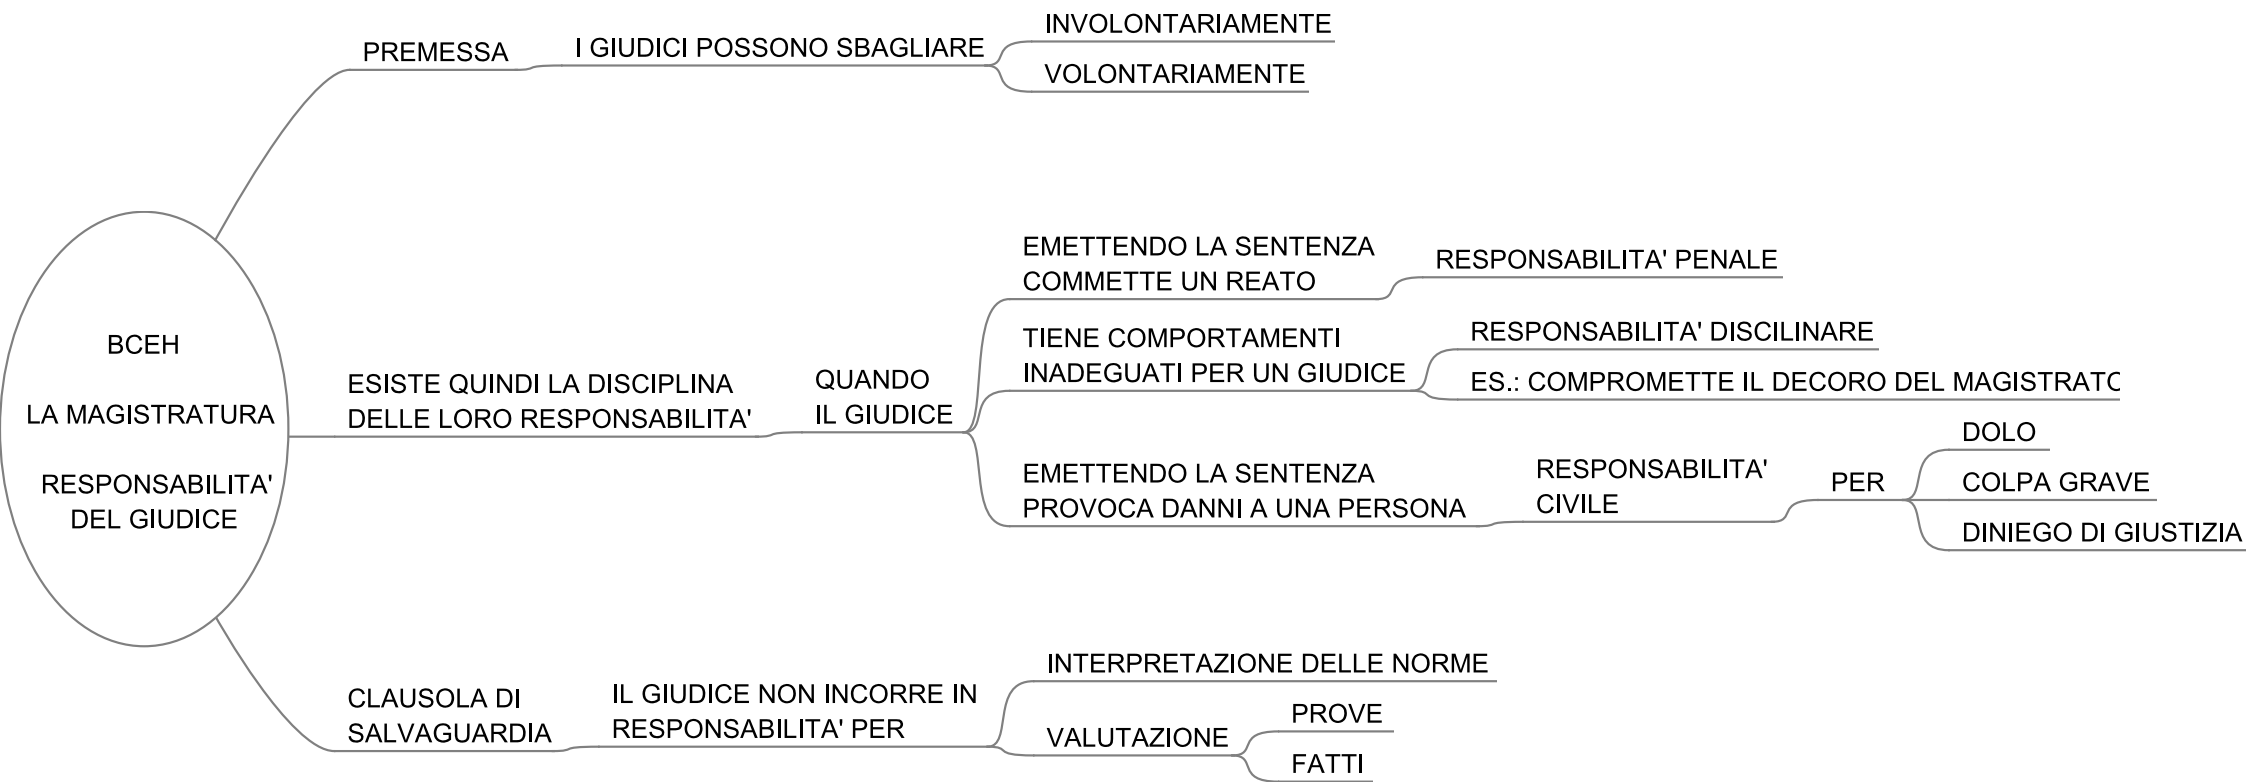 BCEH
LA MAGISTRATURA
RESPONSABILITA'
DEL GIUDICE
PREMESSA
I GIUDICI POSSONO SBAGLIARE
INVOLONTARIAMENTE
VOLONTARIAMENTE
ESISTE QUINDI LA DISCIPLINA
DELLE LORO RESPONSABILITA'
QUANDO
IL GIUDICE
EMETTENDO LA SENTENZA
COMMETTE UN REATO
RESPONSABILITA' PENALE
TIENE COMPORTAMENTI
INADEGUATI PER UN GIUDICE
RESPONSABILITA' DISCILINARE
ES.: COMPROMETTE IL DECORO DEL MAGISTRATO
EMETTENDO LA SENTENZA
PROVOCA DANNI A UNA PERSONA
RESPONSABILITA'
CIVILE
PER
DOLO
COLPA GRAVE
DINIEGO DI GIUSTIZIA
CLAUSOLA DI
SALVAGUARDIA
IL GIUDICE NON INCORRE IN
RESPONSABILITA' PER
INTERPRETAZIONE DELLE NORME
VALUTAZIONE
PROVE
FATTI